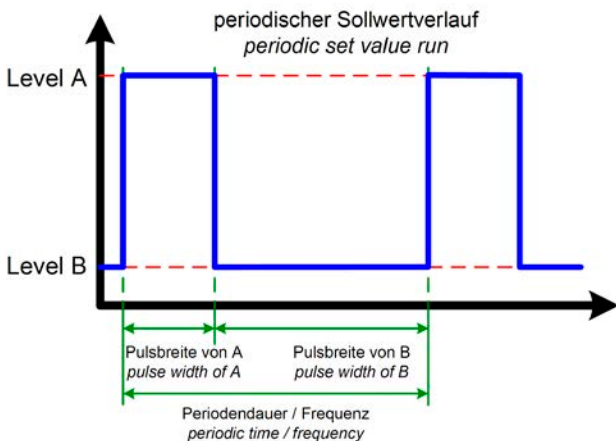 periodischer Sollwertverlauf
periodic set value run
Level A
Level B
Pulsbreite von A
pulse width of A
Pulsbreite von B
pulse width of B
Periodendauer / Frequenz
periodic time / frequency